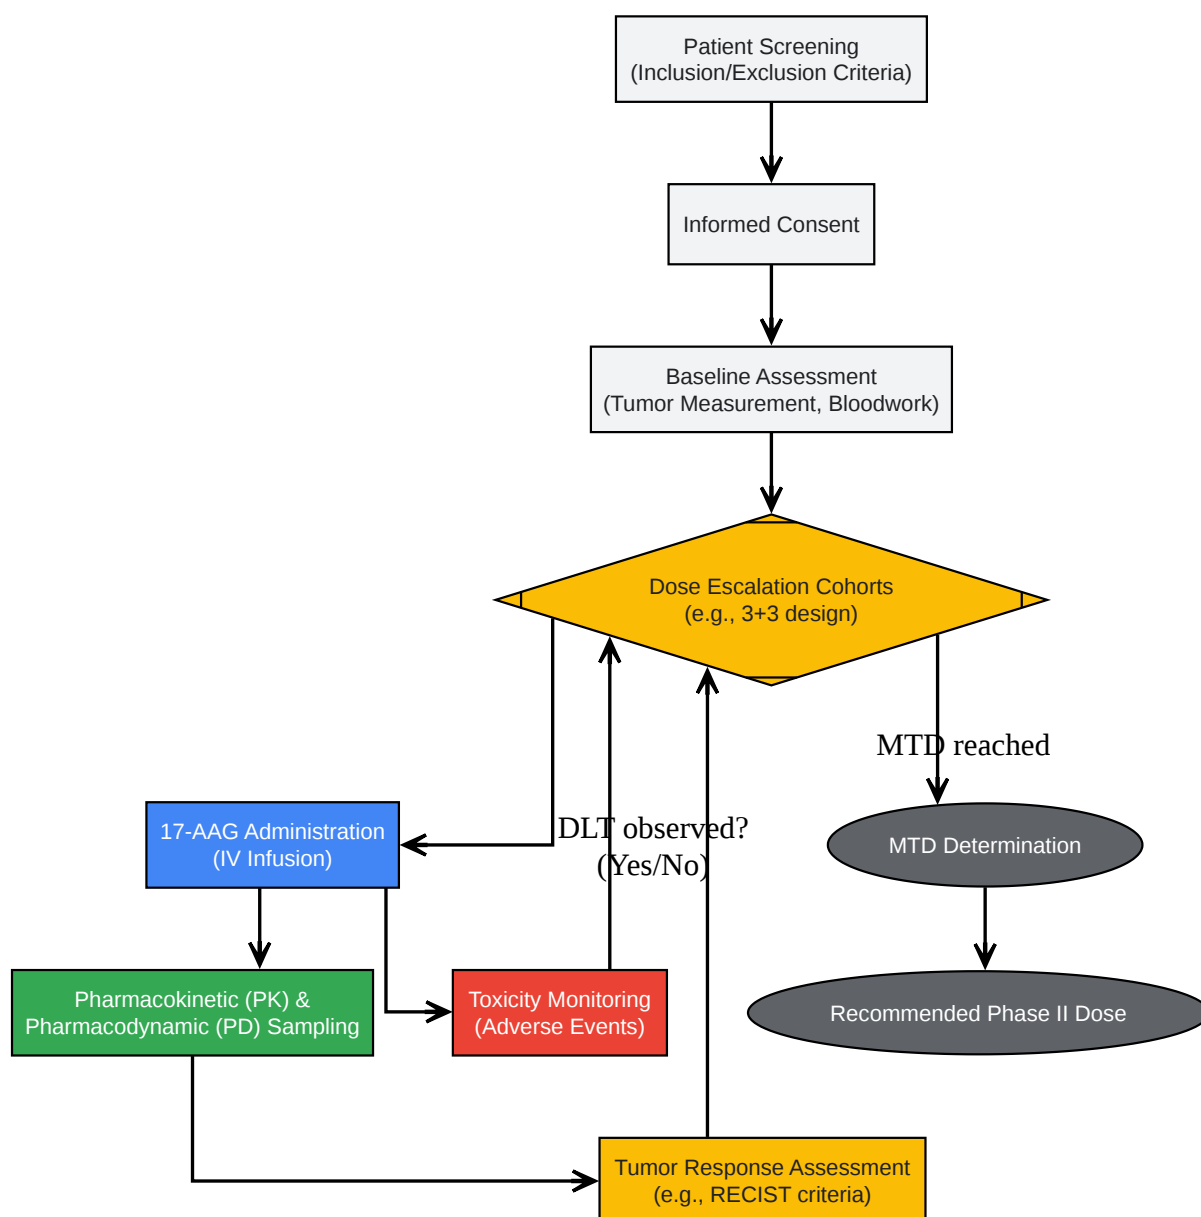 Patient Screening
(Inclusion/Exclusion Criteria)
Informed Consent
Baseline Assessment
(Tumor Measurement, Bloodwork)
Dose Escalation Cohorts
(e.g., 3+3 design)
MTD reached
17-AAG Administration
(IV Infusion)
DLT observed?
(Yes/No)
MTD Determination
Pharmacokinetic (PK) &
Pharmacodynamic (PD) Sampling
Toxicity Monitoring
(Adverse Events)
Recommended Phase II Dose
Tumor Response Assessment
(e.g., RECIST criteria)